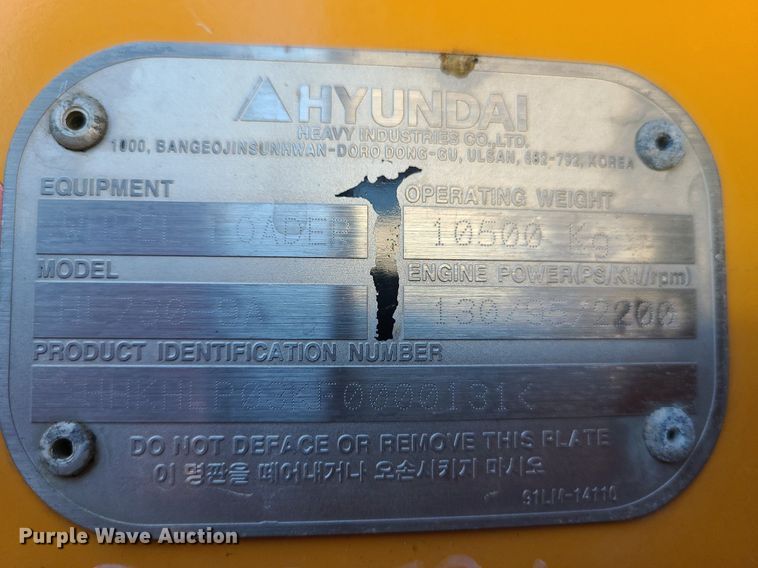 HYUNDAI
HEAVY INDUSTRIES CO.,LTD.
1000, BANGEOJINSUNHWAN-DORO DONG-GU, ULSAN, 682-792, KOREA
EQUIPMENT
OPERATING WEIGHT
LOADER
10500 Kg
MODEL
ENGINE POWER(PS/KW/rpm)
PRODUCT IDENTIFICATION NUMBER
DO NOT DEFACE OR REMOVE THIS PLATE
이 명판을 떼어내거나 오손시키지 마시오
91LM-14110
Purple Wave Auction